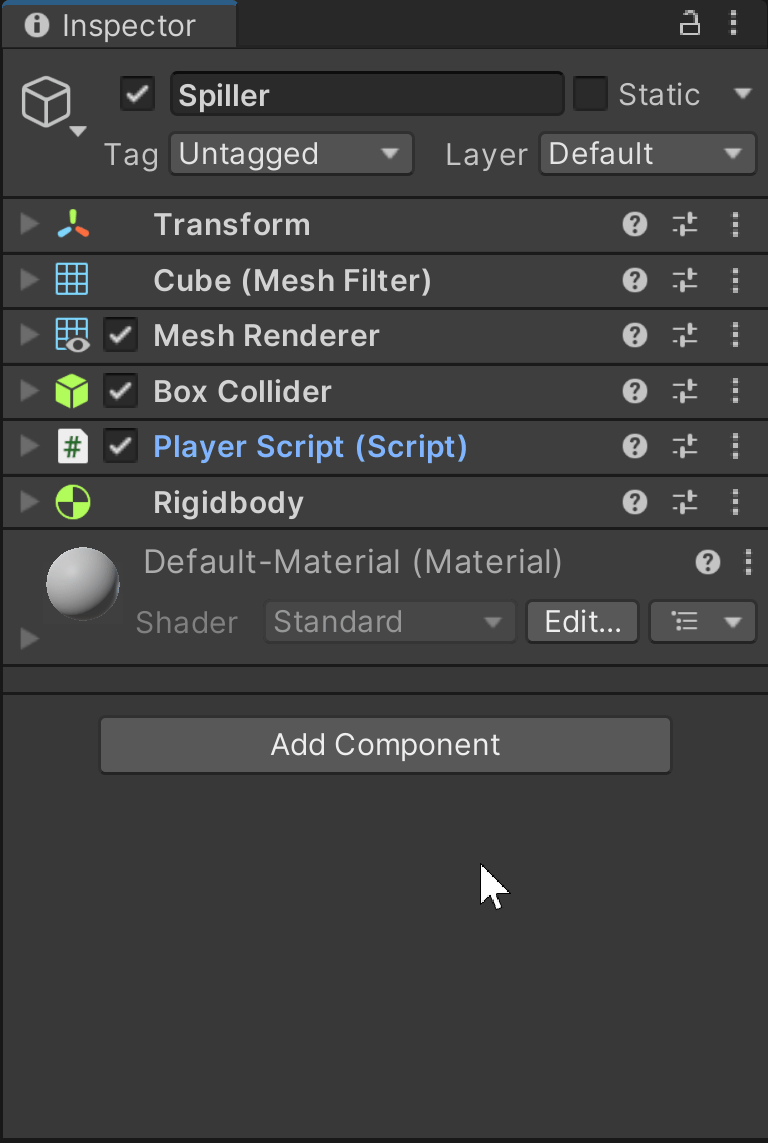 Inspector
Spiller Static
Tag Untagged Layer Default
Transform
Cube (Mesh Filter)
Mesh Renderer
Box Collider
# Player Script (Script)
Rigidbody
Default-Material (Material)
Shader Standard Edit...
Add Component